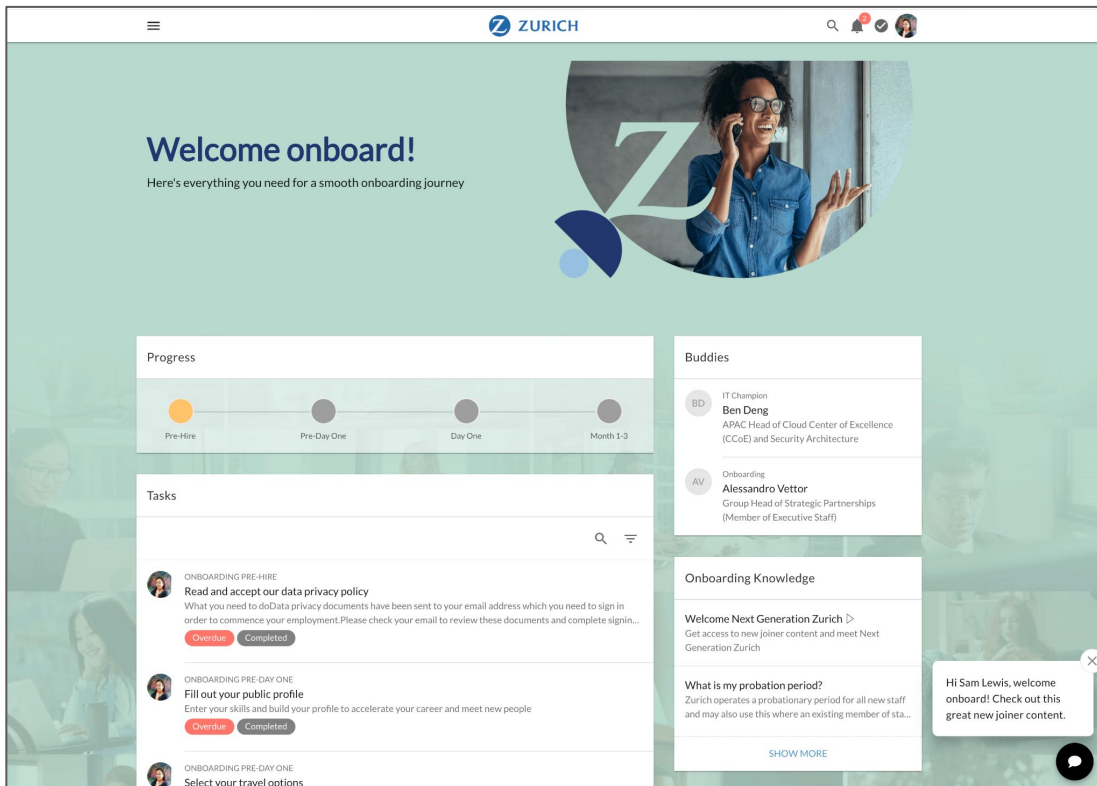 ZURICH
2
Welcome onboard!
Here's everything you need for a smooth onboarding journey
Z
Progress
Pre-Hire
Pre-Day One
Day One
Month 1-3
Tasks
ONBOARDING PRE-HIRE
Read and accept our data privacy policy
What you need to doData privacy documents have been sent to your email address which you need to sign in
order to commence your employment.Please check your email to review these documents and complete signin...
Overdue
Completed
ONBOARDING PRE-DAY ONE
Fill out your public profile
Enter your skills and build your profile to accelerate your career and meet new people
Overdue
Completed
ONBOARDING PRE-DAY ONE
Select your travel options
Buddies
BD
IT Champion
Ben Deng
APAC Head of Cloud Center of Excellence
(CCoE) and Security Architecture
AV
Onboarding
Alessandro Vettor
Group Head of Strategic Partnerships
(Member of Executive Staff)
Onboarding Knowledge
Welcome Next Generation Zurich
Get access to new joiner content and meet Next
Generation Zurich
What is my probation period?
Zurich operates a probationary period for all new staff
and may also use this where an existing member of sta...
SHOW MORE
Hi Sam Lewis, welcome
onboard! Check out this
great new joiner content.